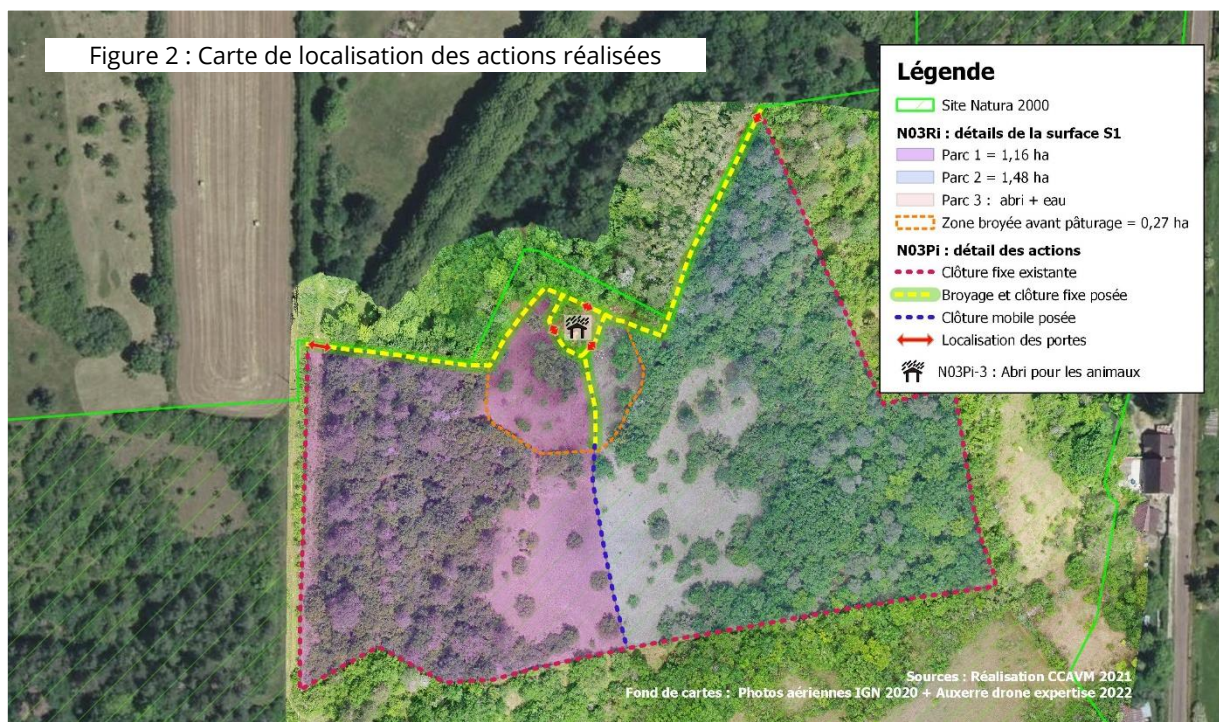 Figure 2 : Carte de localisation des actions réalisées
Légende
Site Natura 2000
N03Ri : détails de la surface S1
Parc 1 = 1,16 ha
Parc 2 = 1,48 ha
Parc 3 : abri + eau
Zone broyée avant pâturage = 0,27 ha
N03Pi : détail des actions
Clôture fixe existante
Broyage et clôture fixe posée
Clôture mobile posée
Localisation des portes
N03Pi-3 : Abri pour les animaux
Sources : Réalisation CCAVM 2021
Fond de cartes : Photos aériennes IGN 2020 + Auxerre drone expertise 2022